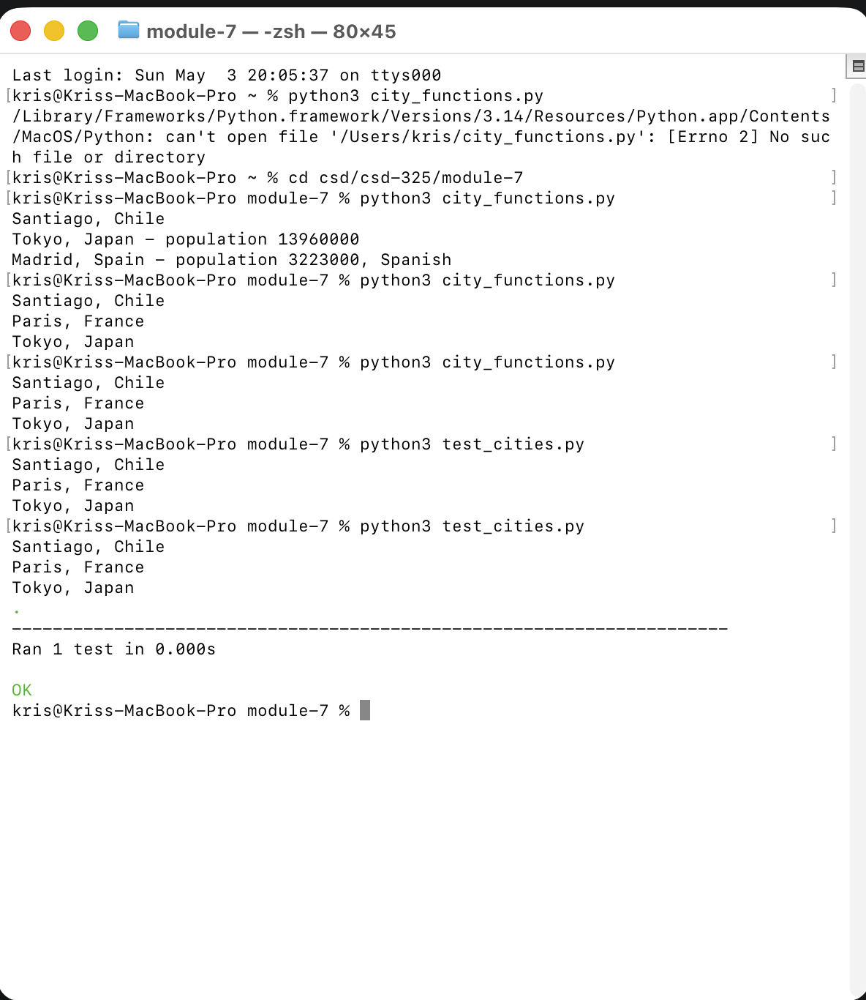 module-7 — -zsh — 80×45
Last login: Sun May  3 20:05:37 on ttys000
[kris@Kriss-MacBook-Pro ~ % python3 city_functions.py ]
/Library/Frameworks/Python.framework/Versions/3.14/Resources/Python.app/Contents
/MacOS/Python: can't open file '/Users/kris/city_functions.py': [Errno 2] No suc
h file or directory
[kris@Kriss-MacBook-Pro ~ % cd csd/csd-325/module-7 ]
[kris@Kriss-MacBook-Pro module-7 % python3 city_functions.py ]
Santiago, Chile
Tokyo, Japan - population 13960000
Madrid, Spain - population 3223000, Spanish
[kris@Kriss-MacBook-Pro module-7 % python3 city_functions.py ]
Santiago, Chile
Paris, France
Tokyo, Japan
[kris@Kriss-MacBook-Pro module-7 % python3 city_functions.py ]
Santiago, Chile
Paris, France
Tokyo, Japan
[kris@Kriss-MacBook-Pro module-7 % python3 test_cities.py ]
Santiago, Chile
Paris, France
Tokyo, Japan
[kris@Kriss-MacBook-Pro module-7 % python3 test_cities.py ]
Santiago, Chile
Paris, France
Tokyo, Japan
.
----------------------------------------------------------------------
Ran 1 test in 0.000s
OK
kris@Kriss-MacBook-Pro module-7 %